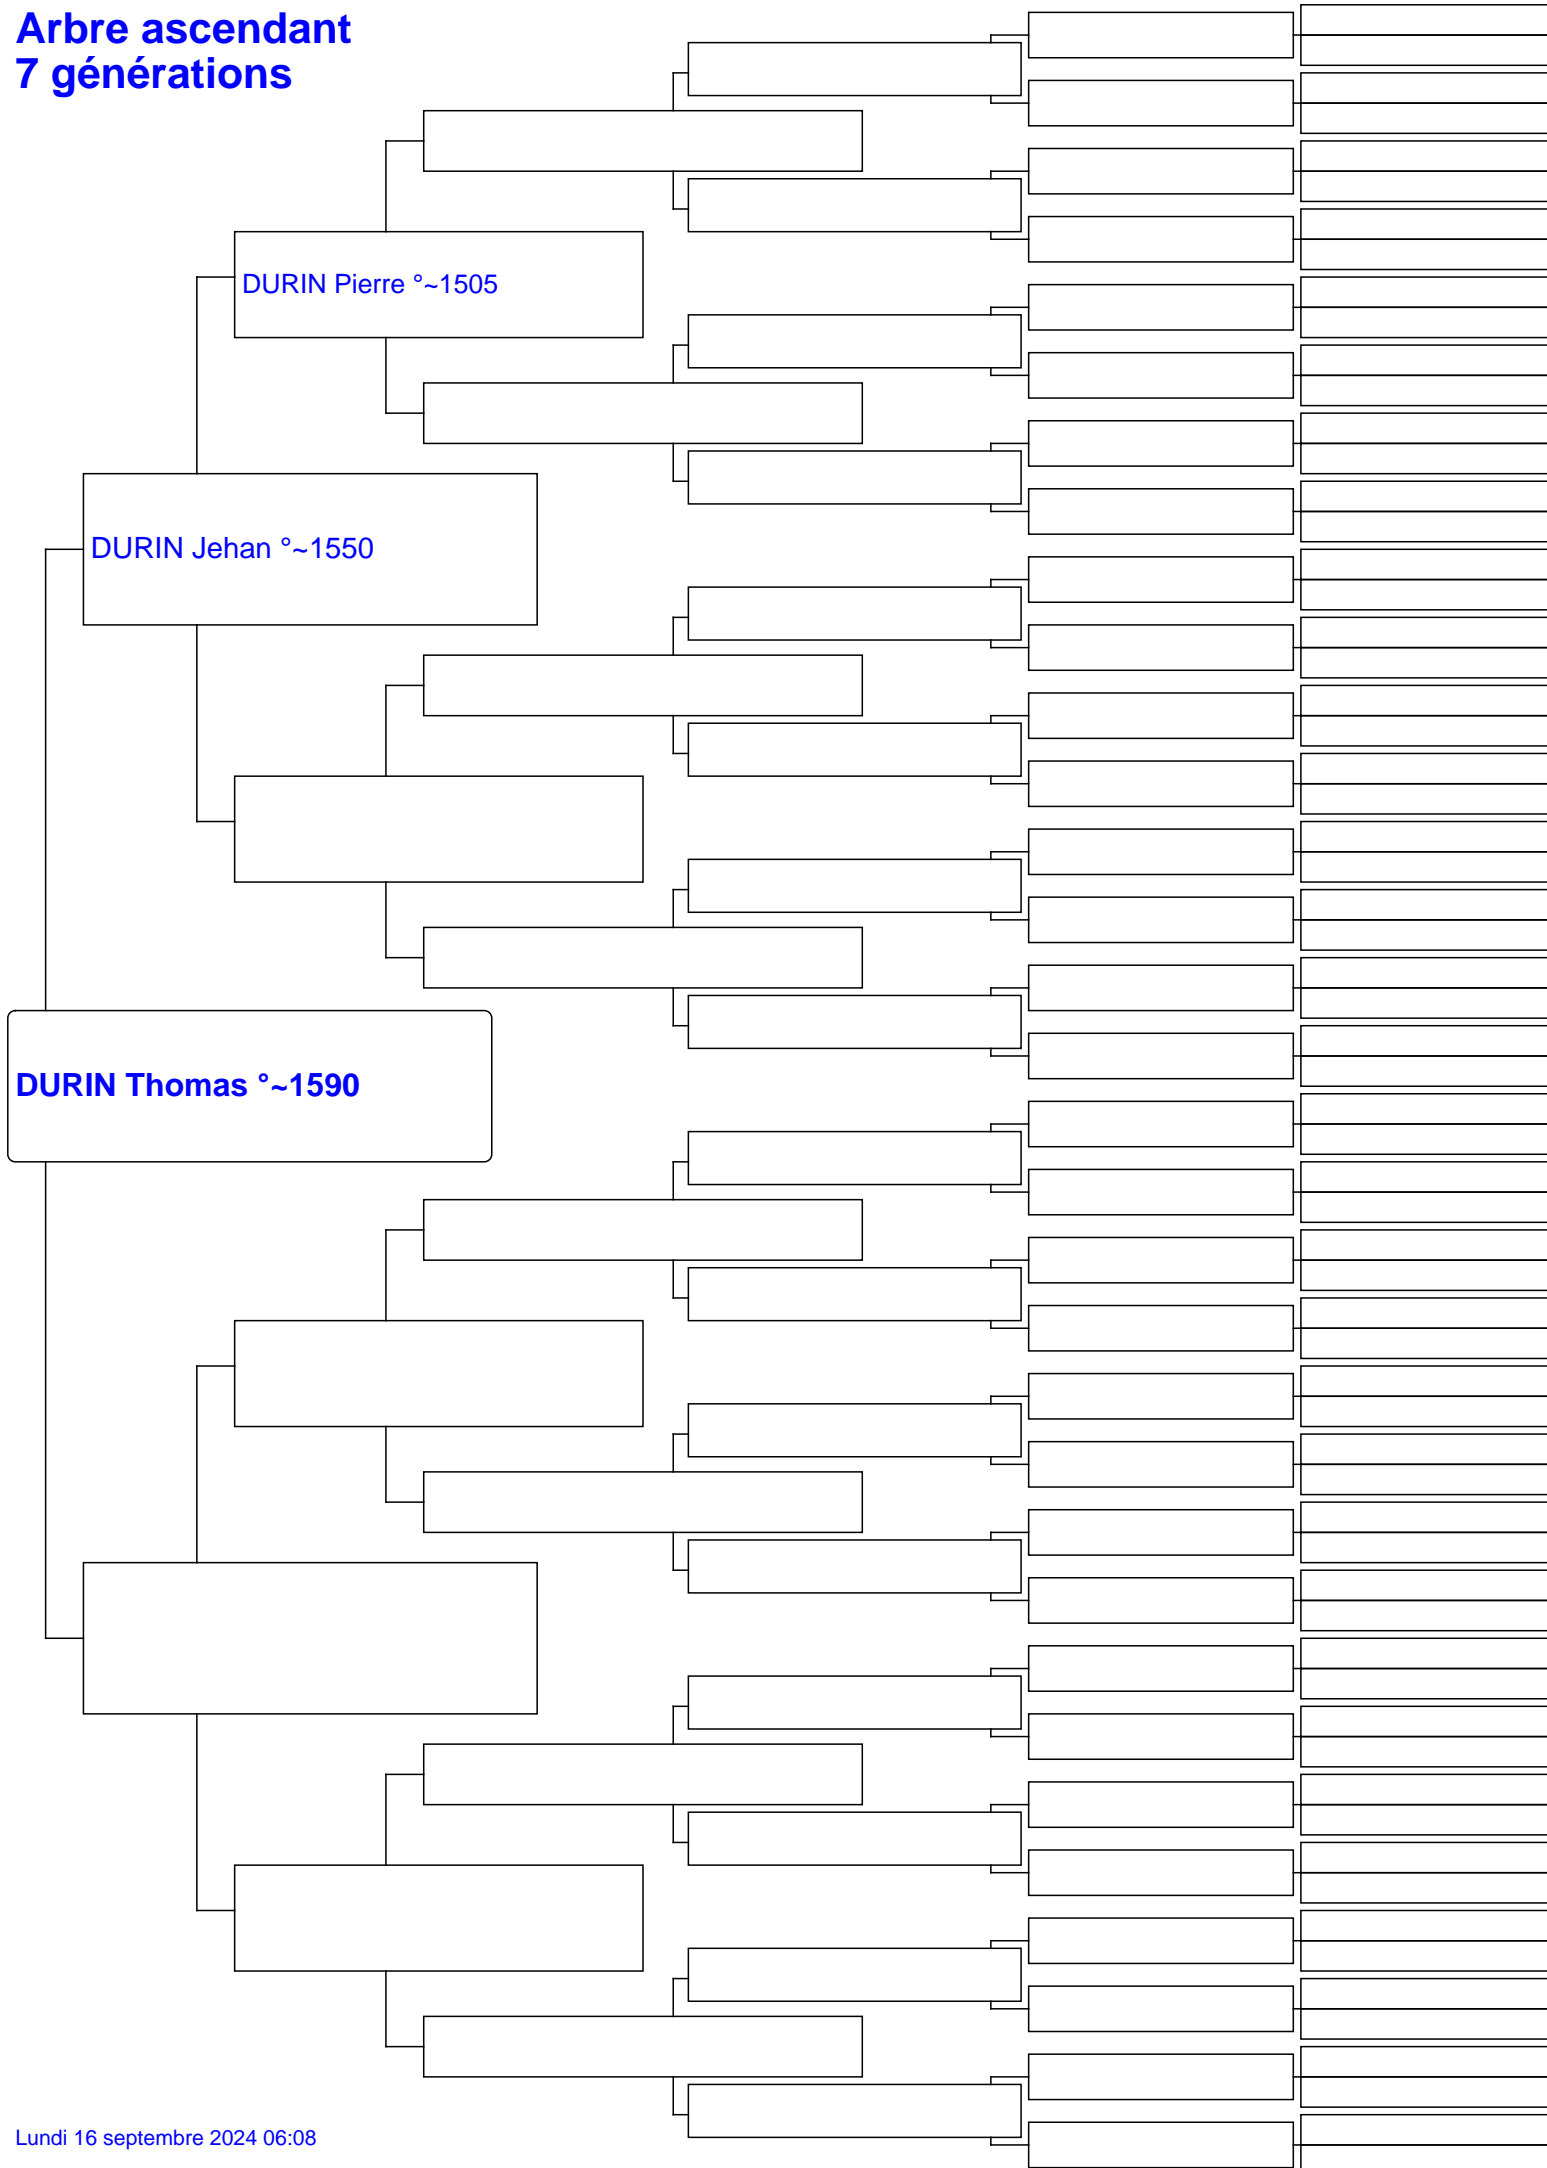 Arbre ascendant
7 générations
DURIN Pierre °~1505
DURIN Jehan °~1550
DURIN Thomas °~1590
Lundi 16 septembre 2024 06:08